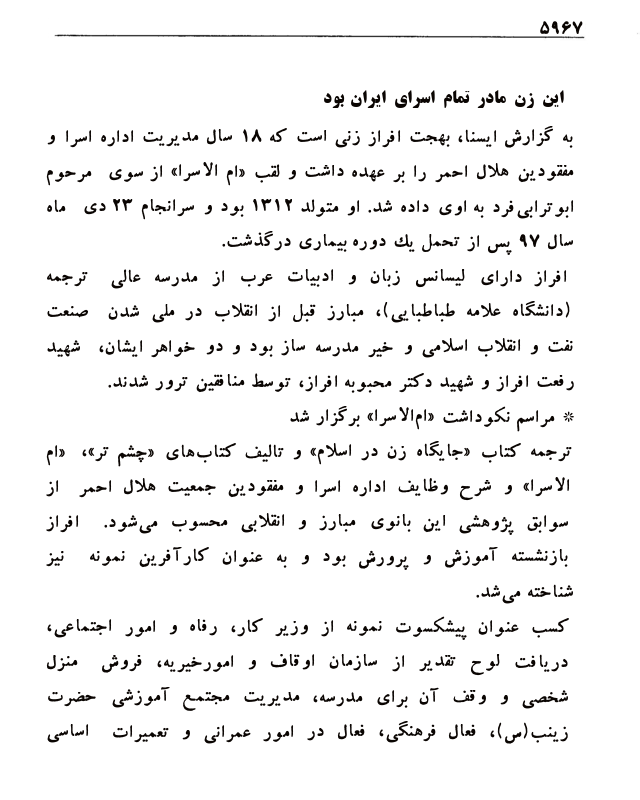 ۵۹۶۷
این زن مادر تمام اسرای ایران بود
به گزارش ایسنا، بهجت افراز زنی است که ۱۸ سال مدیریت اداره اسرا و
مفقودین هلال احمر را بر عهده داشت و لقب «ام الاسرا» از سوی مرحوم
ابوترابی‌فرد به اوی داده شد. او متولد ۱۳۱۲ بود و سرانجام ۲۳ دی ماه
سال ۹۷ پس از تحمل یك دوره بیماری درگذشت.
افراز دارای لیسانس زبان و ادبیات عرب از مدرسه عالی ترجمه
(دانشگاه علامه طباطبایی)، مبارز قبل از انقلاب در ملی شدن صنعت
نفت و انقلاب اسلامی و خیر مدرسه ساز بود و دو خواهر ایشان، شهید
رفعت افراز و شهید دکتر محبوبه افراز، توسط منافقین ترور شدند.
* مراسم نکوداشت «ام‌الاسرا» برگزار شد
ترجمه کتاب «جایگاه زن در اسلام» و تالیف کتاب‌های «چشم تر»، «ام
الاسرا» و شرح وظایف اداره اسرا و مفقودین جمعیت هلال احمر از
سوابق پژوهشی این بانوی مبارز و انقلابی محسوب می‌شود. افراز
بازنشسته آموزش و پرورش بود و به عنوان کارآفرین نمونه نیز
شناخته می‌شد.
کسب عنوان پیشکسوت نمونه از وزیر کار، رفاه و امور اجتماعی،
دریافت لوح تقدیر از سازمان اوقاف و امورخیریه، فروش منزل
شخصی و وقف آن برای مدرسه، مدیریت مجتمع آموزشی حضرت
زینب(س)، فعال فرهنگی، فعال در امور عمرانی و تعمیرات اساسی